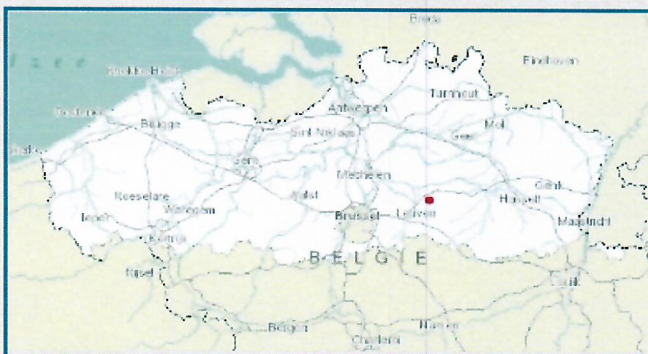 Breda
Eindhoven
Turnhout
Antwerpen
Brugge
Sint-Niklaas
Geel
Mol
Gent
Mechelen
Genk
Roeselare
Aalst
Hasselt
Waregem
Leuven
Brussel
Ieper
Maastricht
Kortrijk
BELGIE
Rijsel
Luik
Bergen
Namen
Charleroi